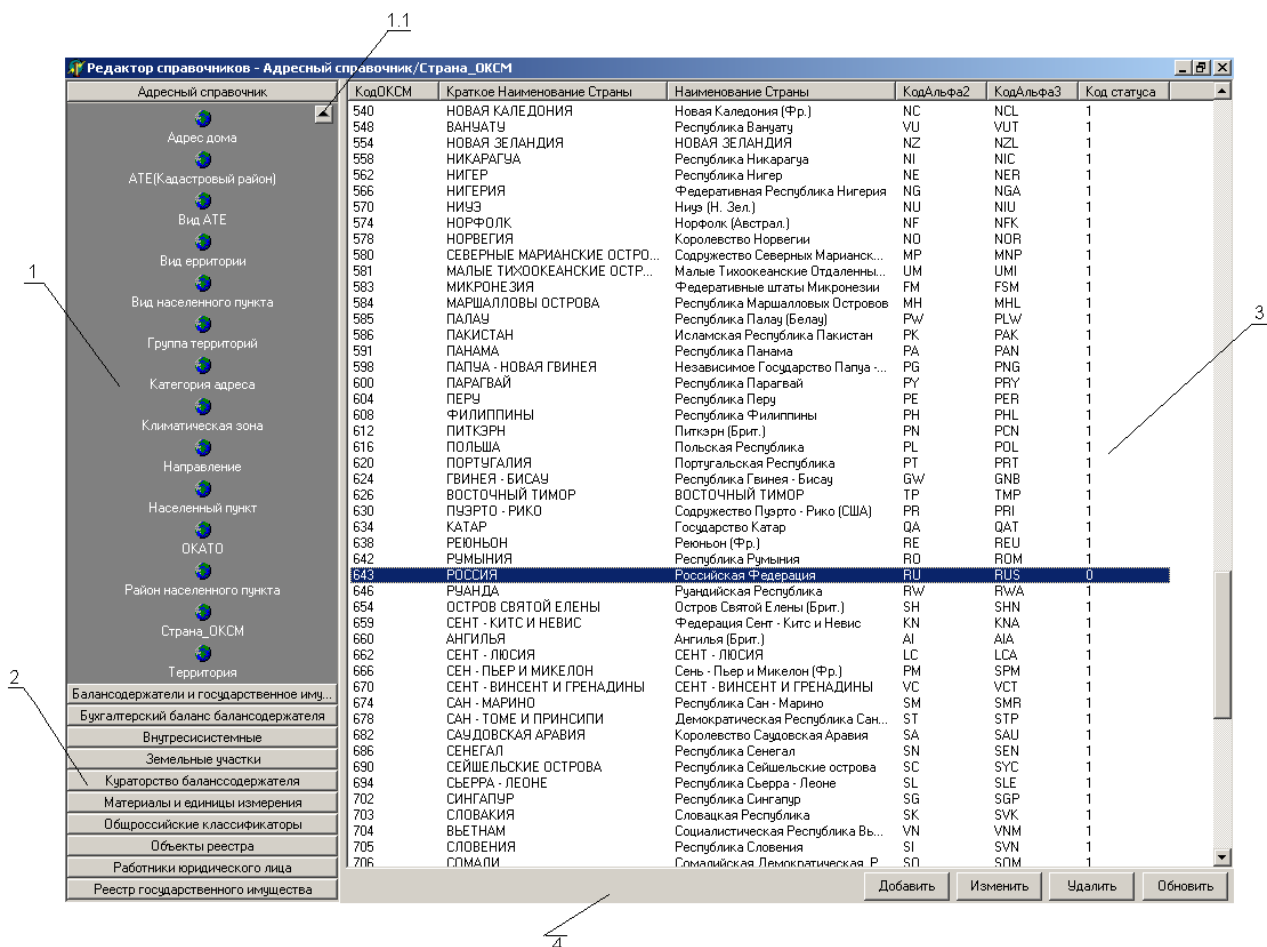 1.1
Редактор справочников - Адресный справочник/Страна_ОКСМ
Адресный справочник
Адрес дома
АТЕ(Кадастровый район)
Вид АТЕ
Вид ерритории
1
Вид населенного пункта
Группа территорий
Категория адреса
Климатическая зона
Направление
Населенный пункт
ОКАТО
Район населенного пункта
Страна_ОКСМ
Территория
2
Балансодержатели и государственное иму...
Бухгалтерский баланс балансодержателя
Внутресисистемные
Земельные участки
Кураторство баланссодержателя
Материалы и единицы измерения
Общероссийские классификаторы
Объекты реестра
Работники юридического лица
Реестр государственного имущества
КодОКСМ Краткое Наименование Страны Наименование Страны КодАльфа2 КодАльфа3 Код статуса
540 НОВАЯ КАЛЕДОНИЯ Новая Каледония (Фр.) NC NCL 1
548 ВАНУАТУ Республика Вануату VU VUT 1
554 НОВАЯ ЗЕЛАНДИЯ НОВАЯ ЗЕЛАНДИЯ NZ NZL 1
558 НИКАРАГУА Республика Никарагуа NI NIC 1
562 НИГЕР Республика Нигер NE NER 1
566 НИГЕРИЯ Федеративная Республика Нигерия NG NGA 1
570 НИУЭ Ниуэ (Н. Зел.) NU NIU 1
574 НОРФОЛК Норфолк (Австрал.) NF NFK 1
578 НОРВЕГИЯ Королевство Норвегии NO NOR 1
580 СЕВЕРНЫЕ МАРИАНСКИЕ ОСТРО... Содружество Северных Марианск... MP MNP 1
581 МАЛЫЕ ТИХООКЕАНСКИЕ ОСТР... Малые Тихоокеанские Отдаленны... UM UMI 1
583 МИКРОНЕЗИЯ Федеративные штаты Микронезии FM FSM 1
584 МАРШАЛЛОВЫ ОСТРОВА Республика Маршалловых Островов MH MHL 1
585 ПАЛАУ Республика Палау (Белау) PW PLW 1
586 ПАКИСТАН Исламская Республика Пакистан PK PAK 1
591 ПАНАМА Республика Панама PA PAN 1
598 ПАПУА - НОВАЯ ГВИНЕЯ Независимое Государство Папуа -... PG PNG 1
600 ПАРАГВАЙ Республика Парагвай PY PRY 1
604 ПЕРУ Республика Перу PE PER 1
608 ФИЛИППИНЫ Республика Филиппины PH PHL 1
612 ПИТКЭРН Питкэрн (Брит.) PN PCN 1
616 ПОЛЬША Польская Республика PL POL 1
620 ПОРТУГАЛИЯ Португальская Республика PT PRT 1
624 ГВИНЕЯ - БИСАУ Республика Гвинея - Бисау GW GNB 1
626 ВОСТОЧНЫЙ ТИМОР ВОСТОЧНЫЙ ТИМОР TP TMP 1
630 ПУЭРТО - РИКО Содружество Пуэрто - Рико (США) PR PRI 1
634 КАТАР Государство Катар QA QAT 1
638 РЕЮНЬОН Реюньон (Фр.) RE REU 1
642 РУМЫНИЯ Республика Румыния RO ROM 1
643 РОССИЯ Российская Федерация RU RUS 0
646 РУАНДА Руандийская Республика RW RWA 1
654 ОСТРОВ СВЯТОЙ ЕЛЕНЫ Остров Святой Елены (Брит.) SH SHN 1
659 СЕНТ - КИТС И НЕВИС Федерация Сент - Китс и Невис KN KNA 1
660 АНГИЛЬЯ Ангилья (Брит.) AI AIA 1
662 СЕНТ - ЛЮСИЯ СЕНТ - ЛЮСИЯ LC LCA 1
666 СЕН - ПЬЕР И МИКЕЛОН Сень - Пьер и Микелон (Фр.) PM SPM 1
670 СЕНТ - ВИНСЕНТ И ГРЕНАДИНЫ СЕНТ - ВИНСЕНТ И ГРЕНАДИНЫ VC VCT 1
674 САН - МАРИНО Республика Сан - Марино SM SMR 1
678 САН - ТОМЕ И ПРИНСИПИ Демократическая Республика Сан... ST STP 1
682 САУДОВСКАЯ АРАВИЯ Королевство Саудовская Аравия SA SAU 1
686 СЕНЕГАЛ Республика Сенегал SN SEN 1
690 СЕЙШЕЛЬСКИЕ ОСТРОВА Республика Сейшельские острова SC SYC 1
694 СЬЕРРА - ЛЕОНЕ Республика Сьерра - Леоне SL SLE 1
702 СИНГАПУР Республика Сингапур SG SGP 1
703 СЛОВАКИЯ Словацкая Республика SK SVK 1
704 ВЬЕТНАМ Социалистическая Республика Вь... VN VNM 1
705 СЛОВЕНИЯ Республика Словения SI SVN 1
706 СОМАЛИ Сомалийская Демократическая Р... SO SOM 1
3
Добавить Изменить Удалить Обновить
4